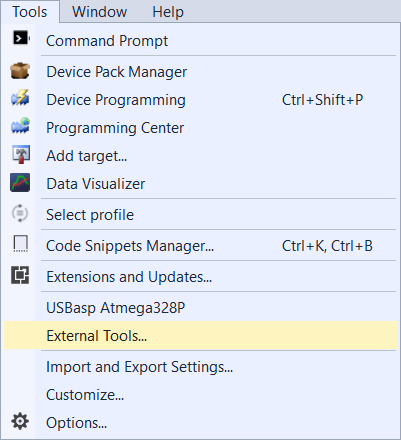 Tools Window Help
Command Prompt
Device Pack Manager
Device Programming Ctrl+Shift+P
Programming Center
Add target...
Data Visualizer
Select profile
Code Snippets Manager... Ctrl+K, Ctrl+B
Extensions and Updates...
USBasp Atmega328P
External Tools...
Import and Export Settings...
Customize...
Options...